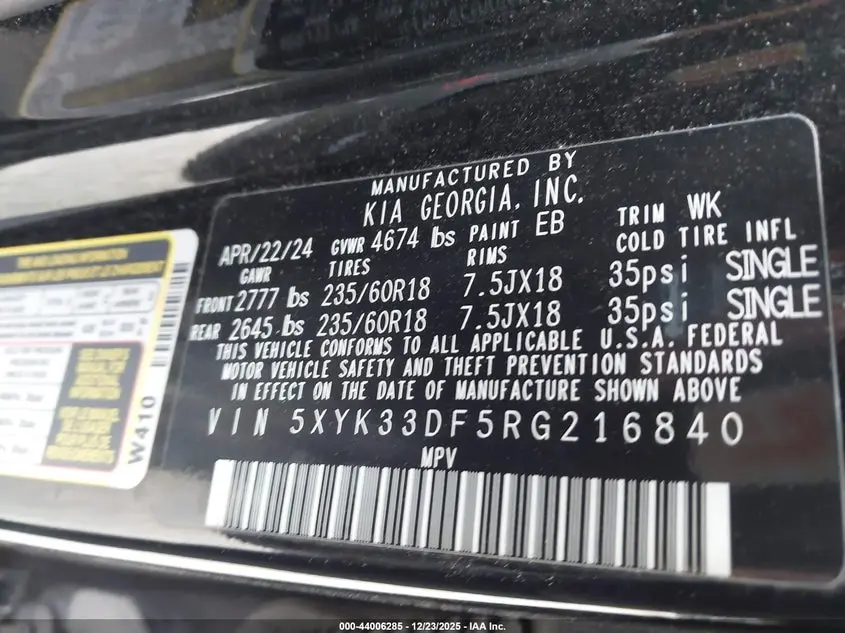 MANUFACTURED BY
KIA GEORGIA, INC.
APR/22/24 GVWR 4674 lbs PAINT EB TRIM WK
GAWR TIRES RIMS COLD TIRE INFL
FRONT 2777 lbs 235/60R18 7.5JX18 35psi SINGLE
REAR 2645 lbs 235/60R18 7.5JX18 35psi SINGLE
THIS VEHICLE CONFORMS TO ALL APPLICABLE U.S.A. FEDERAL
MOTOR VEHICLE SAFETY AND THEFT PREVENTION STANDARDS
IN EFFECT ON THE DATE OF MANUFACTURE SHOWN ABOVE
VIN 5XYK33DF5RG216840
MPV
W410
000-44006285 - 12/23/2025 - IAA Inc.